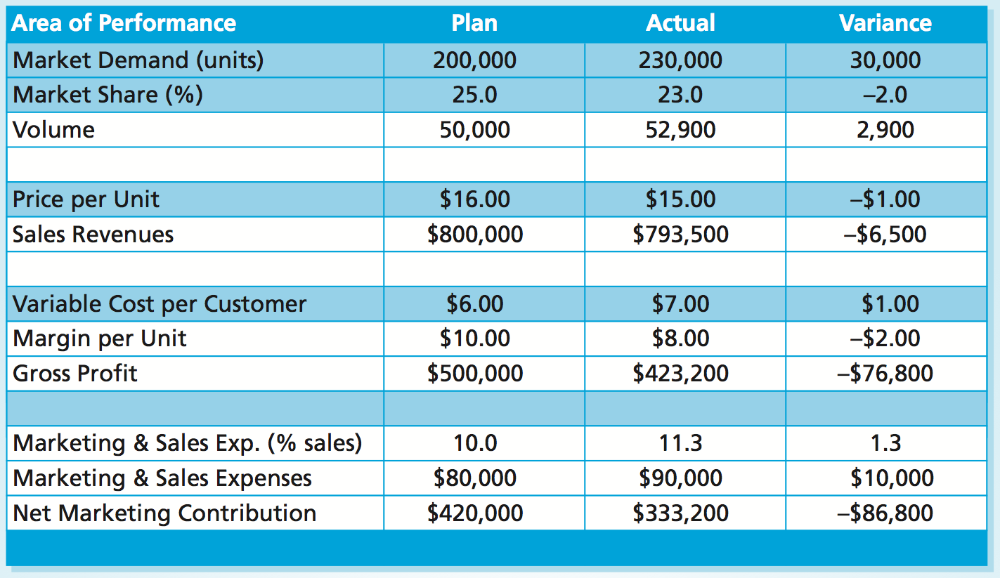 Area of Performance Plan Actual Variance
Market Demand (units) 200,000 230,000 30,000
Market Share (%) 25.0 23.0 –2.0
Volume 50,000 52,900 2,900
Price per Unit $16.00 $15.00 –$1.00
Sales Revenues $800,000 $793,500 –$6,500
Variable Cost per Customer $6.00 $7.00 $1.00
Margin per Unit $10.00 $8.00 –$2.00
Gross Profit $500,000 $423,200 –$76,800
Marketing & Sales Exp. (% sales) 10.0 11.3 1.3
Marketing & Sales Expenses $80,000 $90,000 $10,000
Net Marketing Contribution $420,000 $333,200 –$86,800